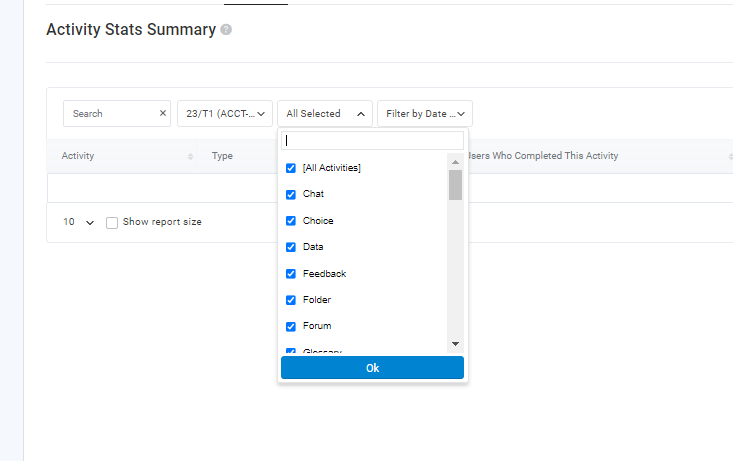 Activity Stats Summary ?
Search × 23/T1 (ACCT-... All Selected Filter by Date ...
Activity Type Users Who Completed This Activity
[All Activities]
Chat
Choice
Data
Feedback
Folder
Forum
Glossary
10 Show report size
Ok